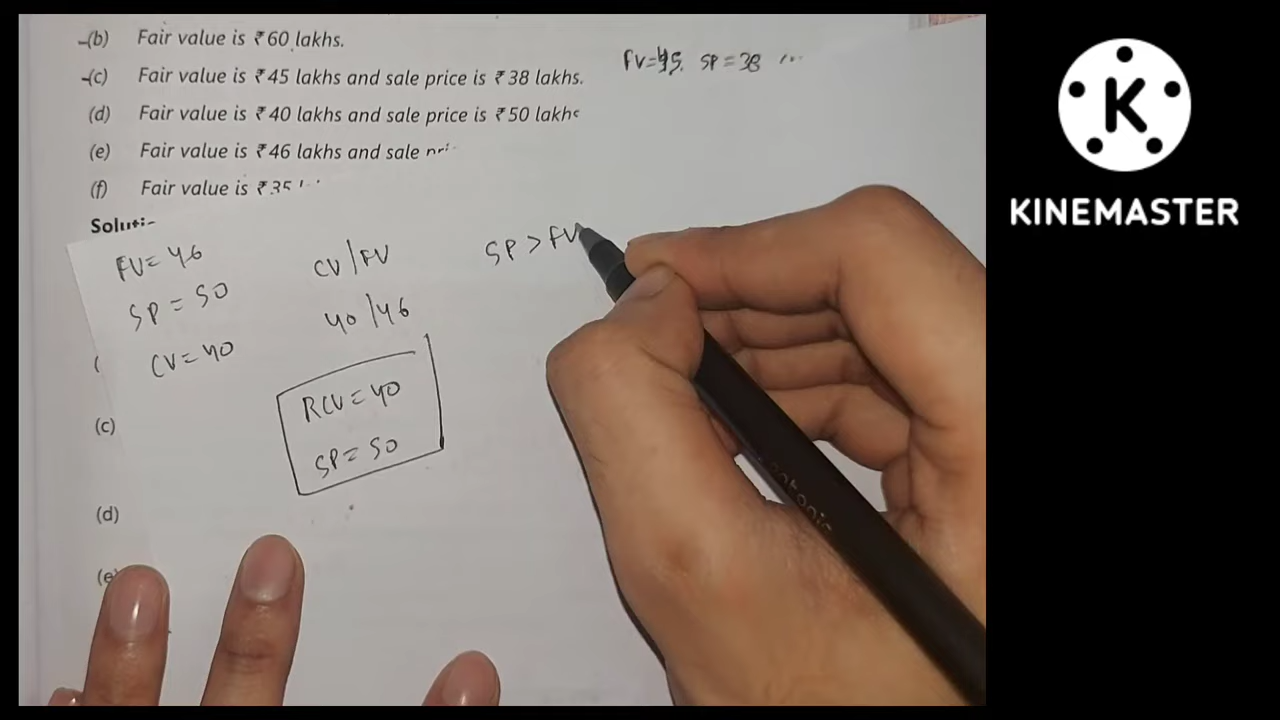 (b) Fair value is ₹ 60 lakhs.
(c) Fair value is ₹ 45 lakhs and sale price is ₹ 38 lakhs.
FV=45. SP=38
(d) Fair value is ₹ 40 lakhs and sale price is ₹ 50 lakhs
(e) Fair value is ₹ 46 lakhs and sale
(f) Fair value is ₹ 35
FV= 46
SP = 50
CV= 40
CV/FV
40/46
RCV= 40
SP= 50
SP > FV
(c)
(d)
(e)
K
KINEMASTER